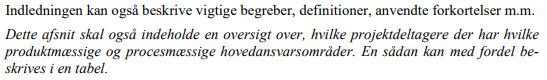 Indledningen kan også beskrive vigtige begreber, definitioner, anvendte forkortelser m.m.
Dette afsnit skal også indeholde en oversigt over, hvilke projektdeltagere der har hvilke
produktmæssige og procesmæssige hovedansvarsområder. En sådan kan med fordel be-
skrives i en tabel.